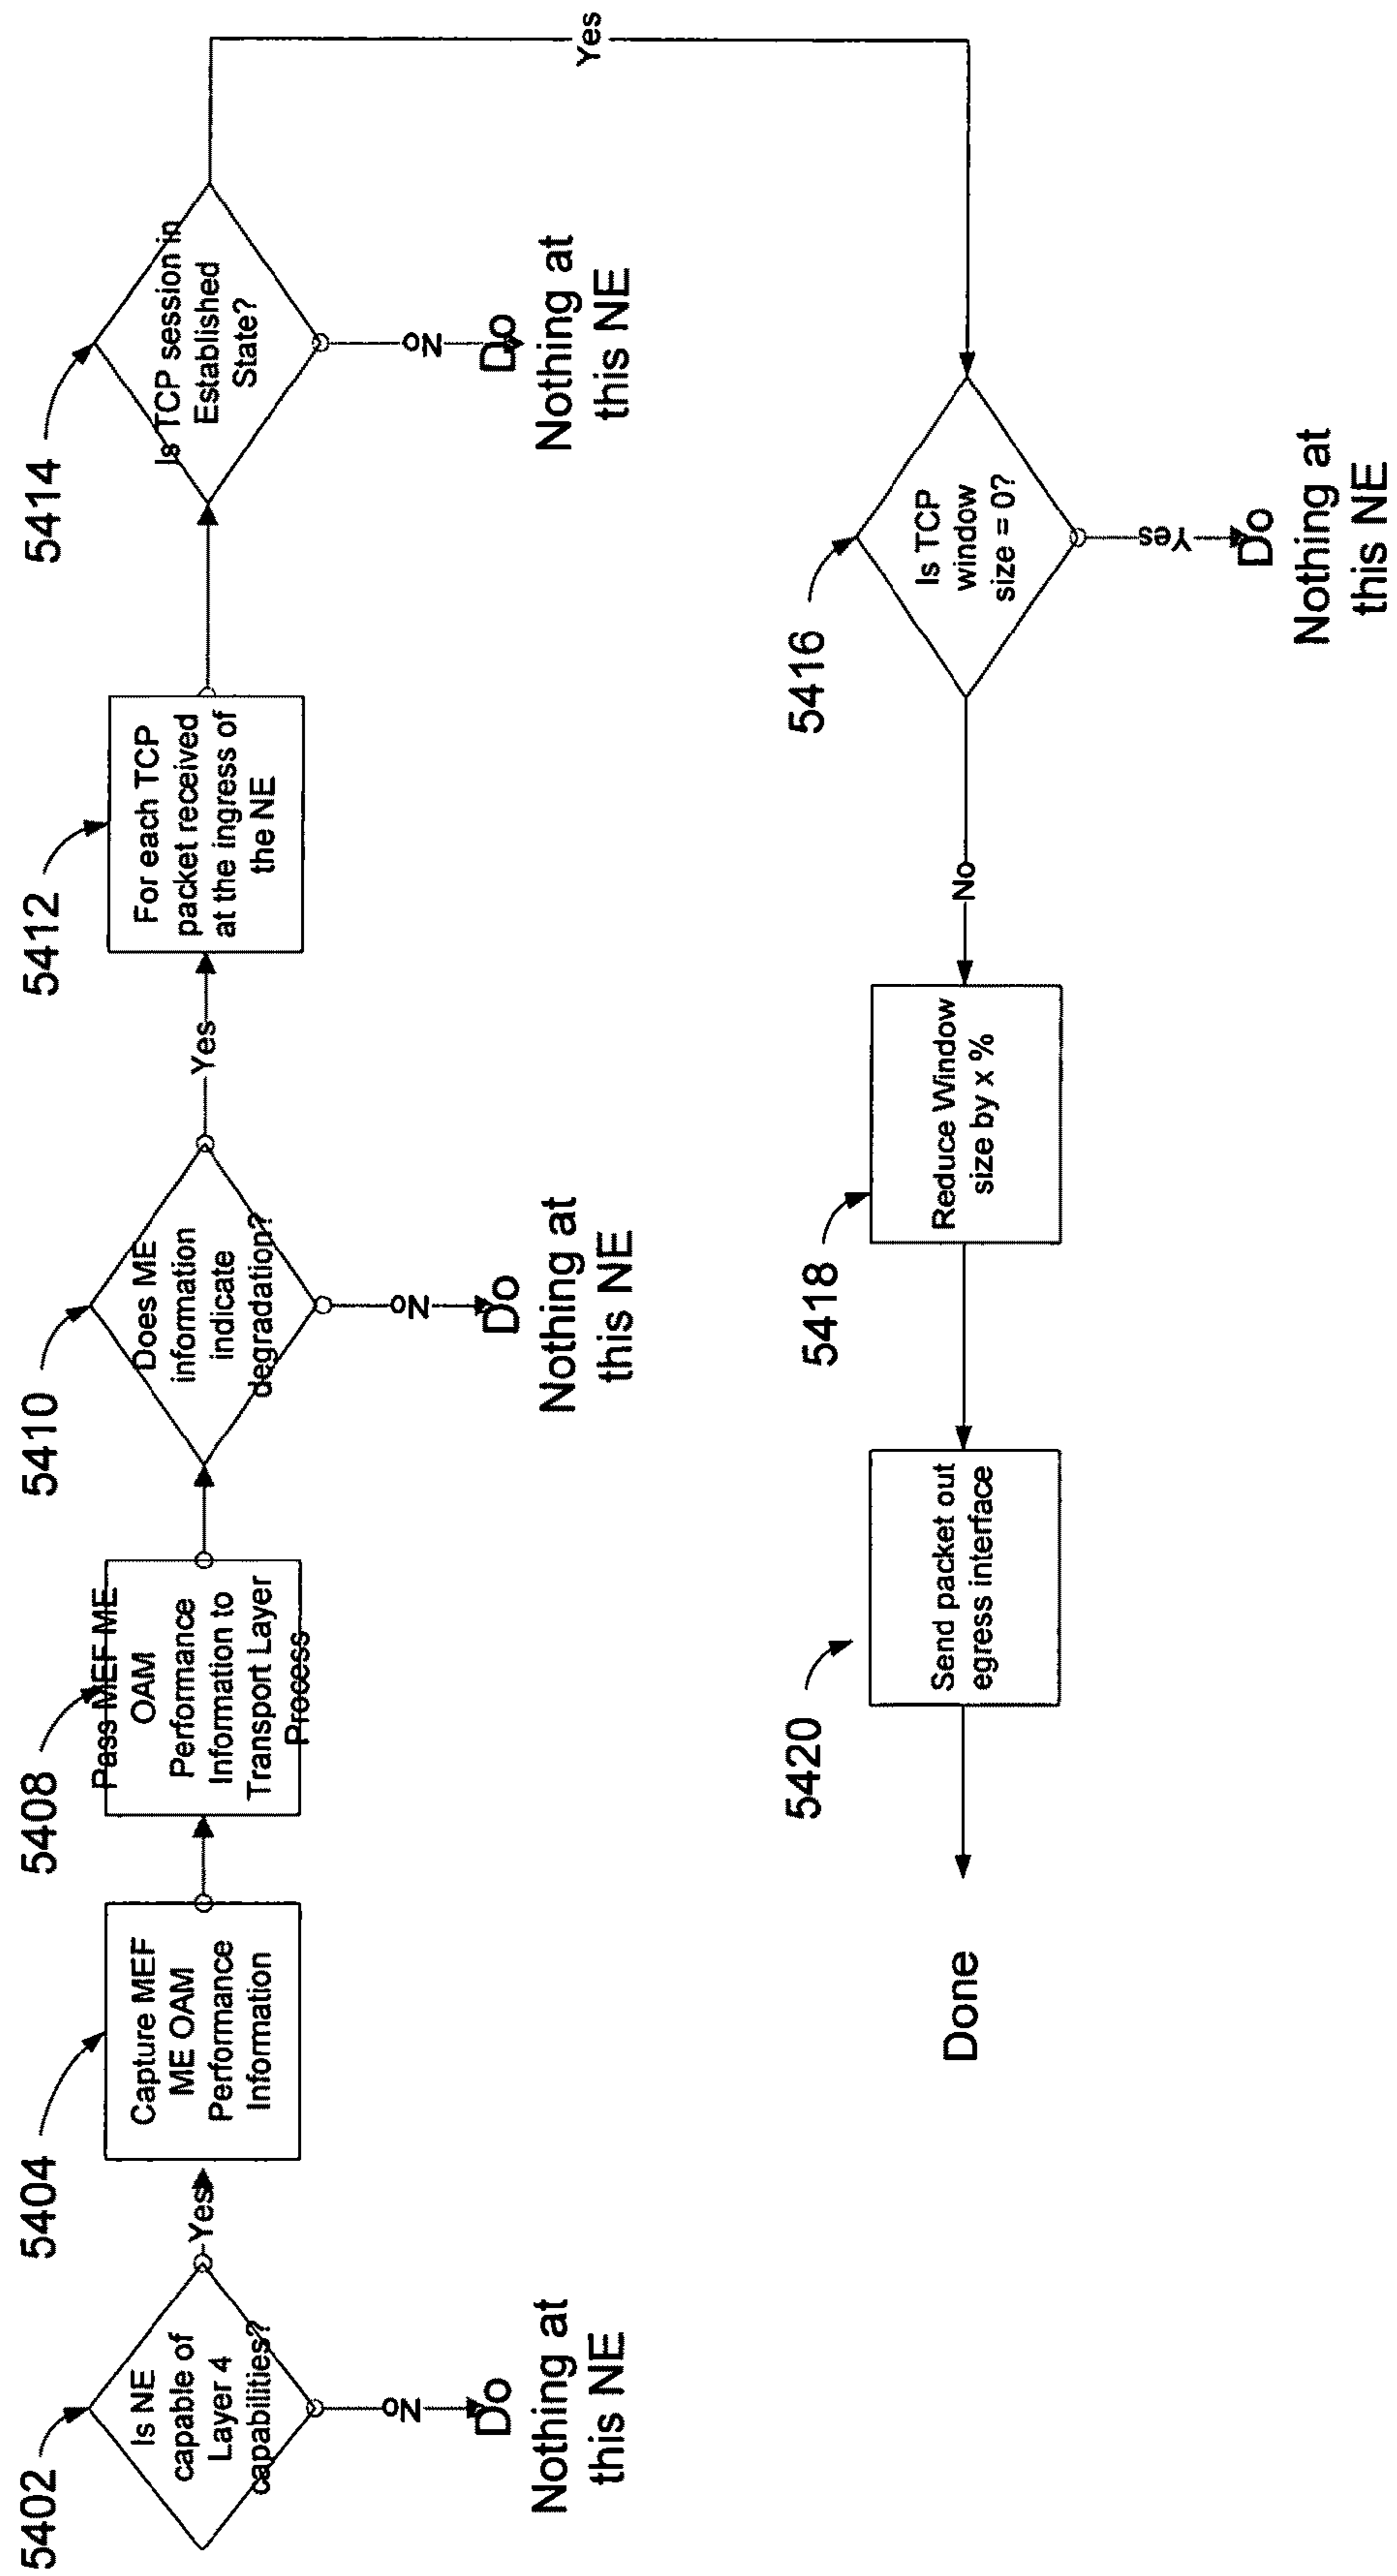 5402
Is NE
capable of
Layer 4
capabilities?
Yes
No
Do
Nothing at
this NE
5404
Capture MEF
ME OAM
Performance
Information
5408
Pass MEF ME
OAM
Performance
Information to
Transport Layer
Process
5410
Does ME
information
indicate
degradation?
Yes
No
Do
Nothing at
this NE
5412
For each TCP
packet received
at the ingress of
the NE
5414
Is TCP session in
Established
State?
No
Do
Nothing at
this NE
Yes
5416
Is TCP
window
size = 0?
Yes
Do
Nothing at
this NE
No
5418
Reduce Window
size by x %
5420
Send packet out
egress interface
Done